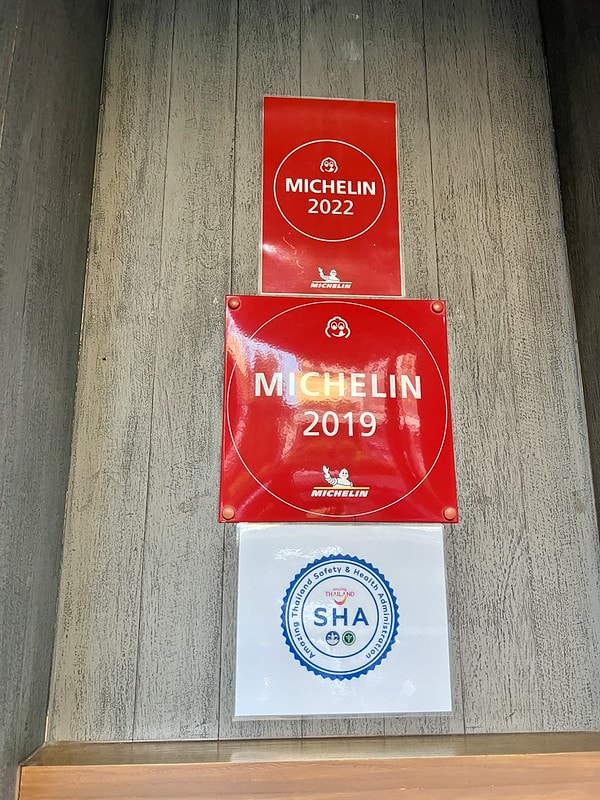 MICHELIN
2022
MICHELIN
MICHELIN
2019
MICHELIN
Amazing Thailand Safety & Health Administration
amazing
THAILAND
SHA